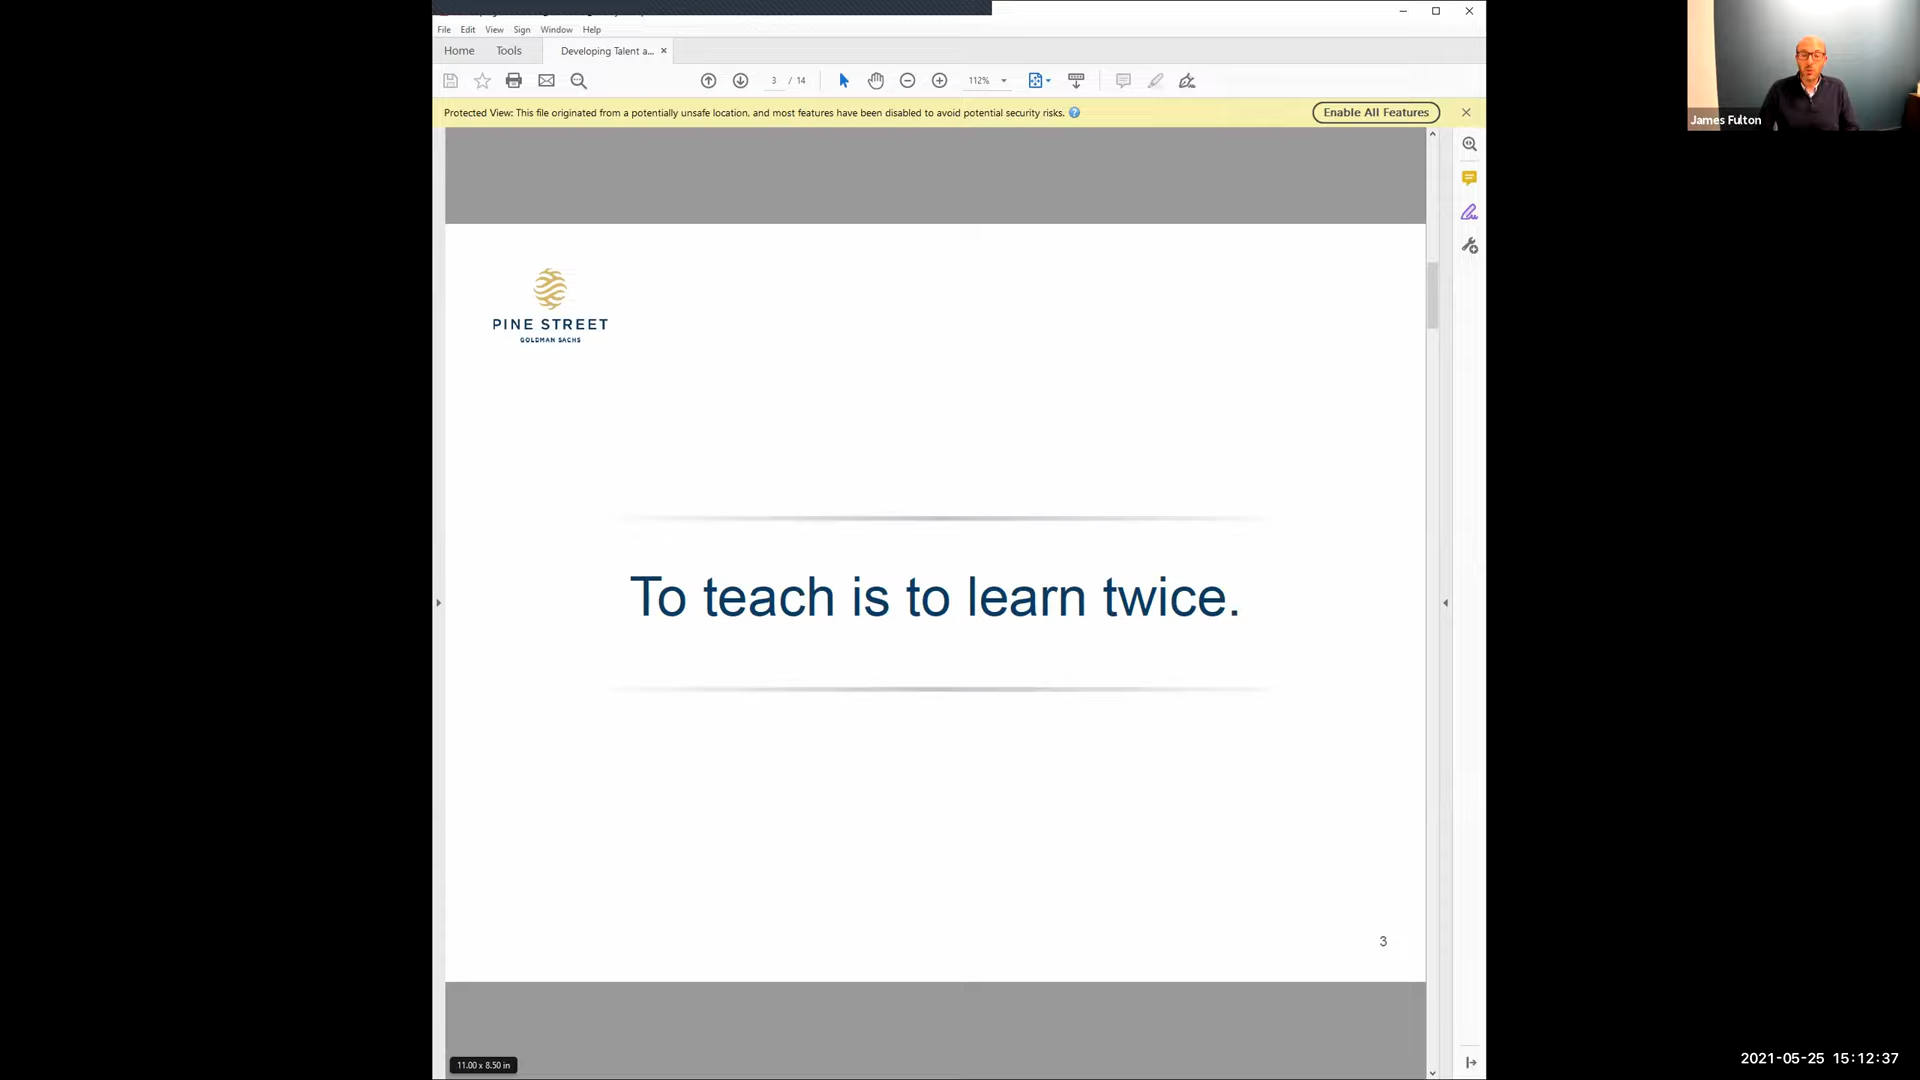 File Edit View Sign Window Help
Home Tools Developing Talent a...
3 / 14 112%
Protected View: This file originated from a potentially unsafe location, and most features have been disabled to avoid potential security risks. Enable All Features
James Fulton
PINE STREET
GOLDMAN SACHS
To teach is to learn twice.
3
11.00 x 8.50 in
2021-05-25 15:12:37